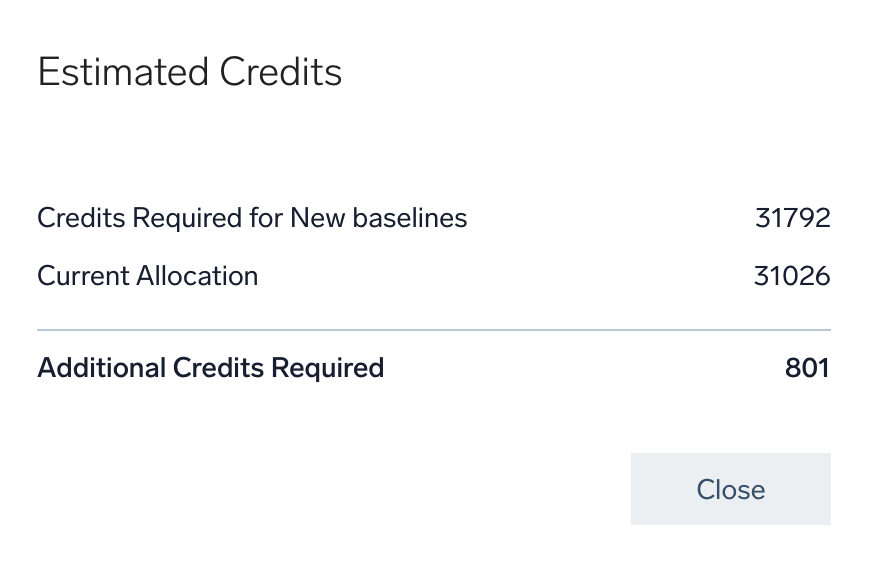 Estimated Credits
Credits Required for New baselines 31792
Current Allocation 31026
Additional Credits Required 801
Close